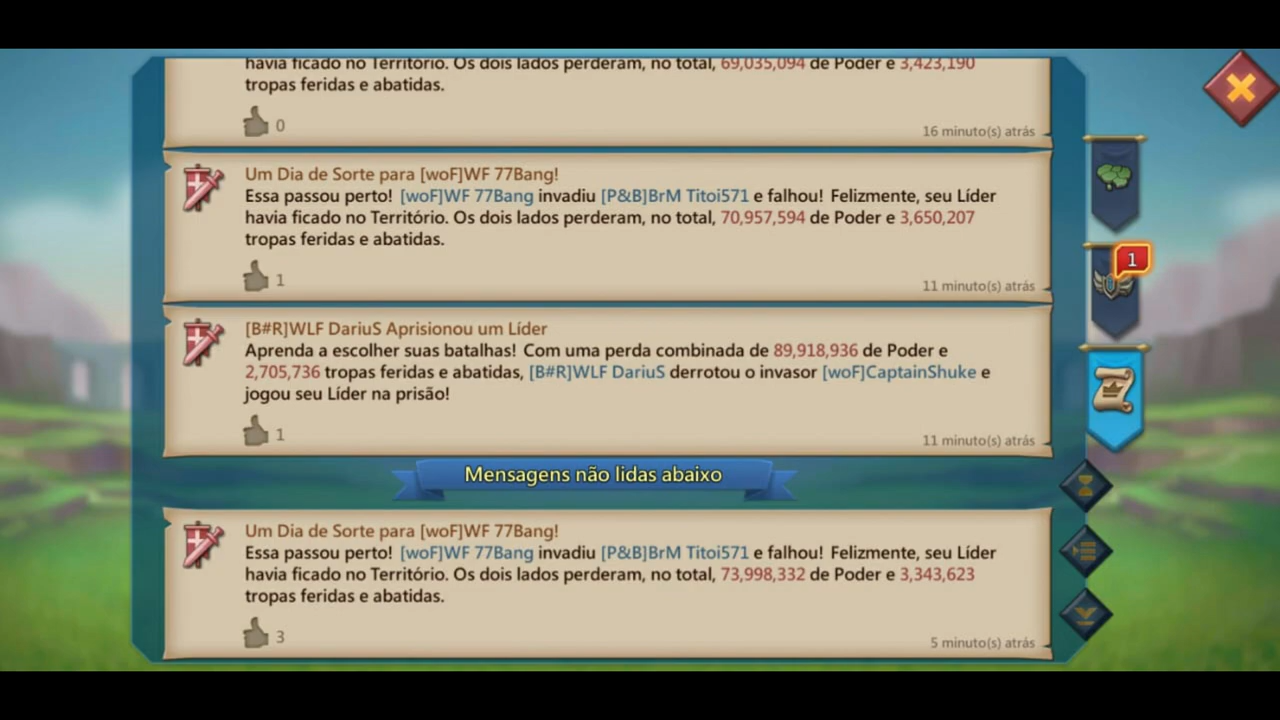 havia ficado no Território. Os dois lados perderam, no total, 69,035,094 de Poder e 3,423,190
tropas feridas e abatidas.
0
16 minuto(s) atrás
Um Dia de Sorte para [woF]WF 77Bang!
Essa passou perto! [woF]WF 77Bang invadiu [P&B]BrM Titoi571 e falhou! Felizmente, seu Líder
havia ficado no Território. Os dois lados perderam, no total, 70,957,594 de Poder e 3,650,207
tropas feridas e abatidas.
1
11 minuto(s) atrás
1
[B#R]WLF DariuS Aprisionou um Líder
Aprenda a escolher suas batalhas! Com uma perda combinada de 89,918,936 de Poder e
2,705,736 tropas feridas e abatidas, [B#R]WLF DariuS derrotou o invasor [woF]CaptainShuke e
jogou seu Líder na prisão!
1
11 minuto(s) atrás
Mensagens não lidas abaixo
Um Dia de Sorte para [woF]WF 77Bang!
Essa passou perto! [woF]WF 77Bang invadiu [P&B]BrM Titoi571 e falhou! Felizmente, seu Líder
havia ficado no Território. Os dois lados perderam, no total, 73,998,332 de Poder e 3,343,623
tropas feridas e abatidas.
3
5 minuto(s) atrás